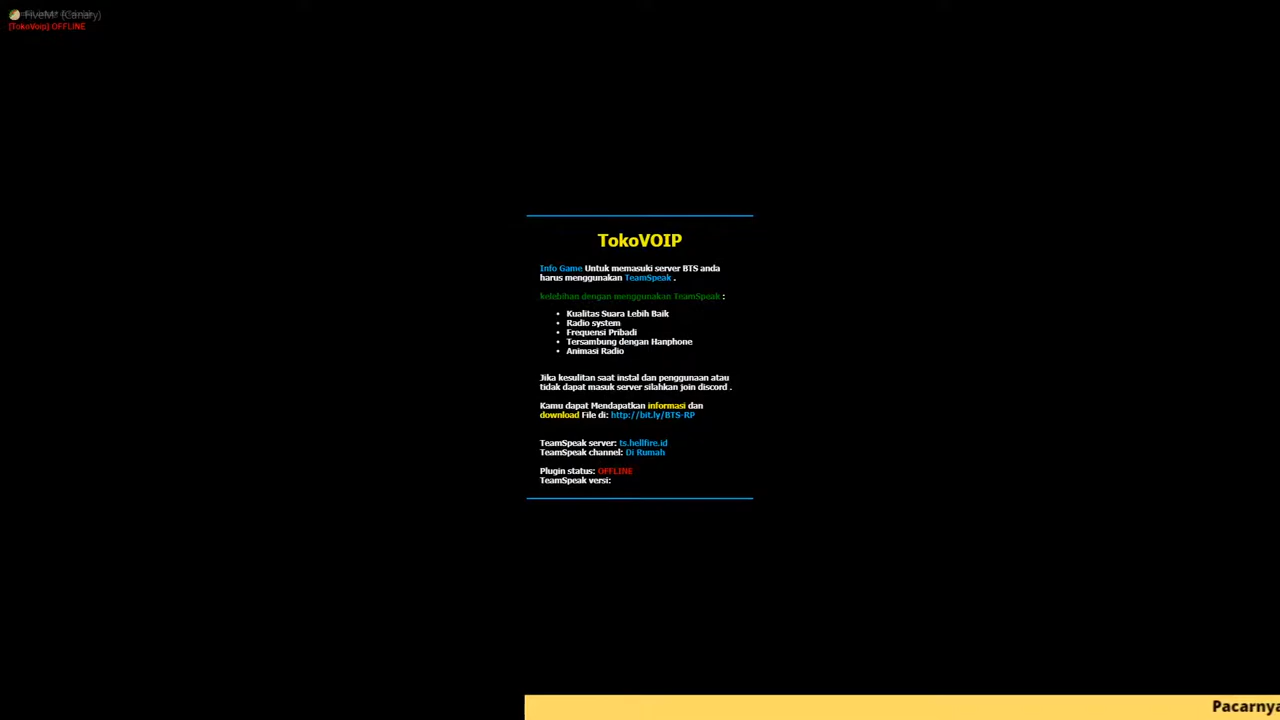 FiveM* (Canary)
[TokoVoip] OFFLINE
TokoVOIP
Info Game Untuk memasuki server BTS anda
harus menggunakan TeamSpeak .
kelebihan dengan menggunakan TeamSpeak :
• Kualitas Suara Lebih Baik
• Radio system
• Frequensi Pribadi
• Tersambung dengan Hanphone
• Animasi Radio
Jika kesulitan saat instal dan penggunaan atau
tidak dapat masuk server silahkan join discord .
Kamu dapat Mendapatkan informasi dan
download File di: http://bit.ly/BTS-RP
TeamSpeak server: ts.hellfire.id
TeamSpeak channel: Di Rumah
Plugin status: OFFLINE
TeamSpeak versi:
Pacarnya